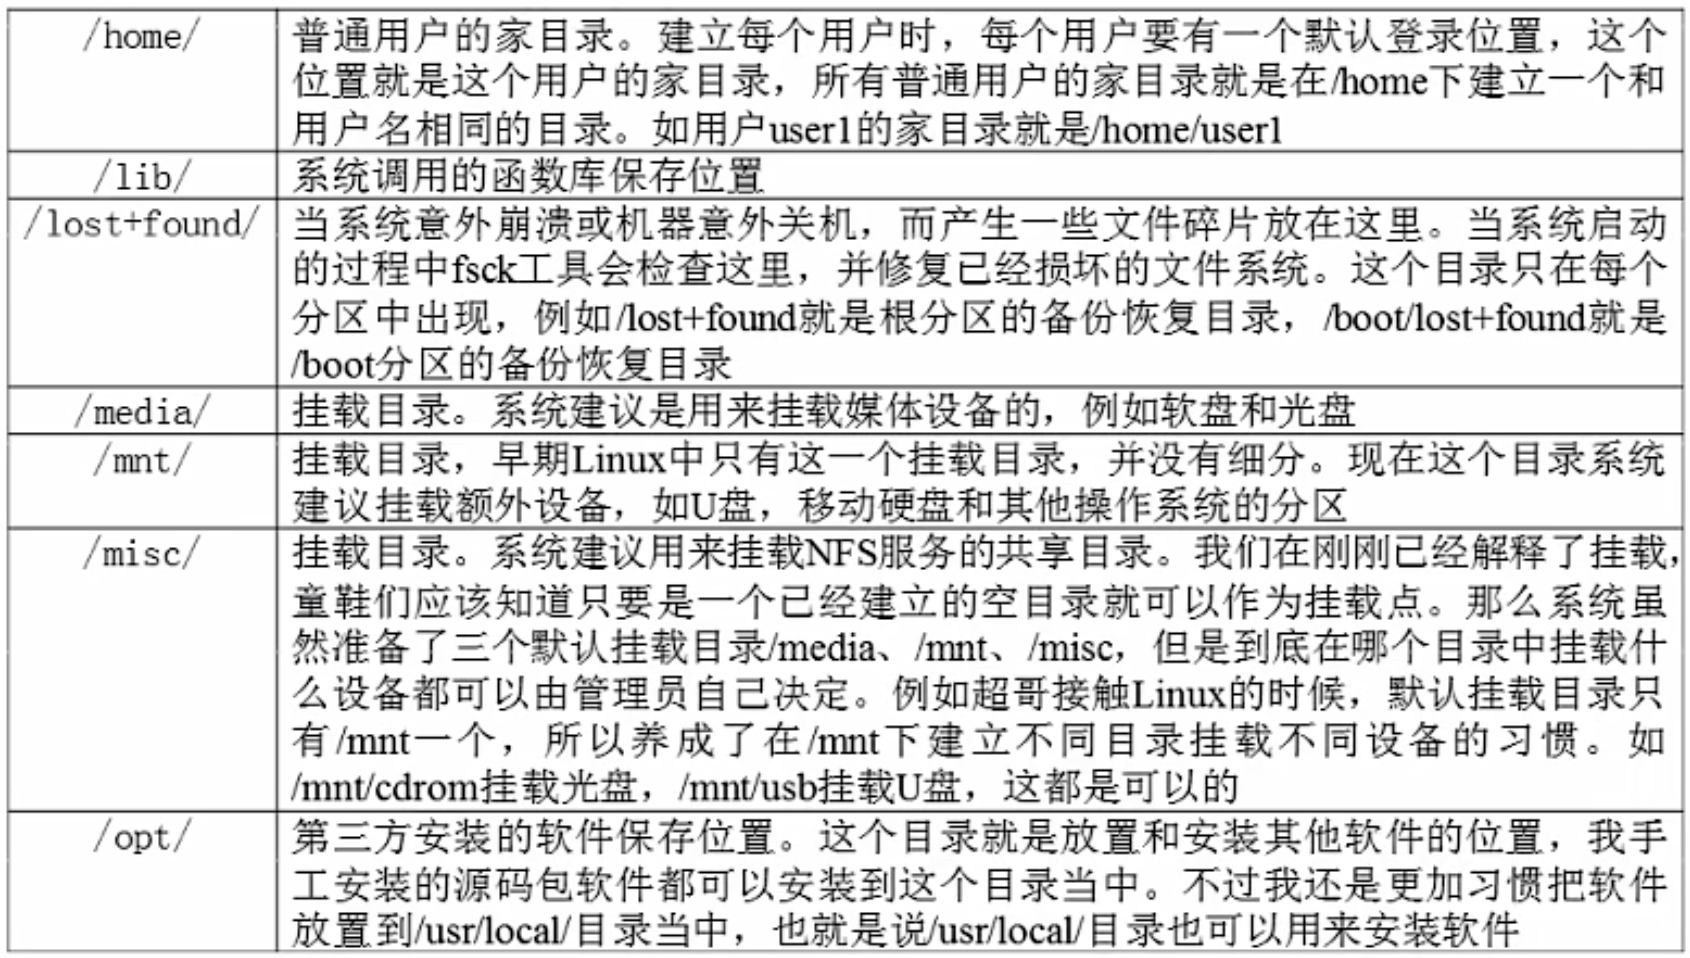 /home/
普通用户的家目录。建立每个用户时，每个用户要有一个默认登录位置，这个
位置就是这个用户的家目录，所有普通用户的家目录就是在/home下建立一个和
用户名相同的目录。如用户user1的家目录就是/home/user1
/lib/
系统调用的函数库保存位置
/lost+found/
当系统意外崩溃或机器意外关机，而产生一些文件碎片放在这里。当系统启动
的过程中fsck工具会检查这里，并修复已经损坏的文件系统。这个目录只在每个
分区中出现，例如/lost+found就是根分区的备份恢复目录，/boot/lost+found就是
/boot分区的备份恢复目录
/media/
挂载目录。系统建议是用来挂载媒体设备的，例如软盘和光盘
/mnt/
挂载目录，早期Linux中只有这一个挂载目录，并没有细分。现在这个目录系统
建议挂载额外设备，如U盘，移动硬盘和其他操作系统的分区
/misc/
挂载目录。系统建议用来挂载NFS服务的共享目录。我们在刚刚已经解释了挂载，
童鞋们应该知道只要是一个已经建立的空目录就可以作为挂载点。那么系统虽
然准备了三个默认挂载目录/media、/mnt、/misc，但是到底在哪个目录中挂载什
么设备都可以由管理员自己决定。例如超哥接触Linux的时候，默认挂载目录只
有/mnt一个，所以养成了在/mnt下建立不同目录挂载不同设备的习惯。如
/mnt/cdrom挂载光盘，/mnt/usb挂载U盘，这都是可以的
/opt/
第三方安装的软件保存位置。这个目录就是放置和安装其他软件的位置，我手
工安装的源码包软件都可以安装到这个目录当中。不过我还是更加习惯把软件
放置到/usr/local/目录当中，也就是说/usr/local/目录也可以用来安装软件